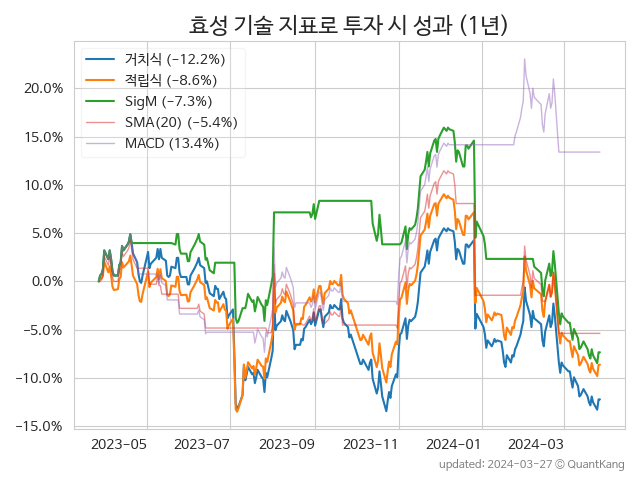 효성 기술 지표로 투자 시 성과 (1년)
거치식 (−12.2%)
적립식 (−8.6%)
SigM (−7.3%)
SMA(20) (−5.4%)
MACD (13.4%)
20.0%
15.0%
10.0%
5.0%
0.0%
−5.0%
−10.0%
−15.0%
2023-05 2023-07 2023-09 2023-11 2024-01 2024-03
updated: 2024-03-27 © QuantKang